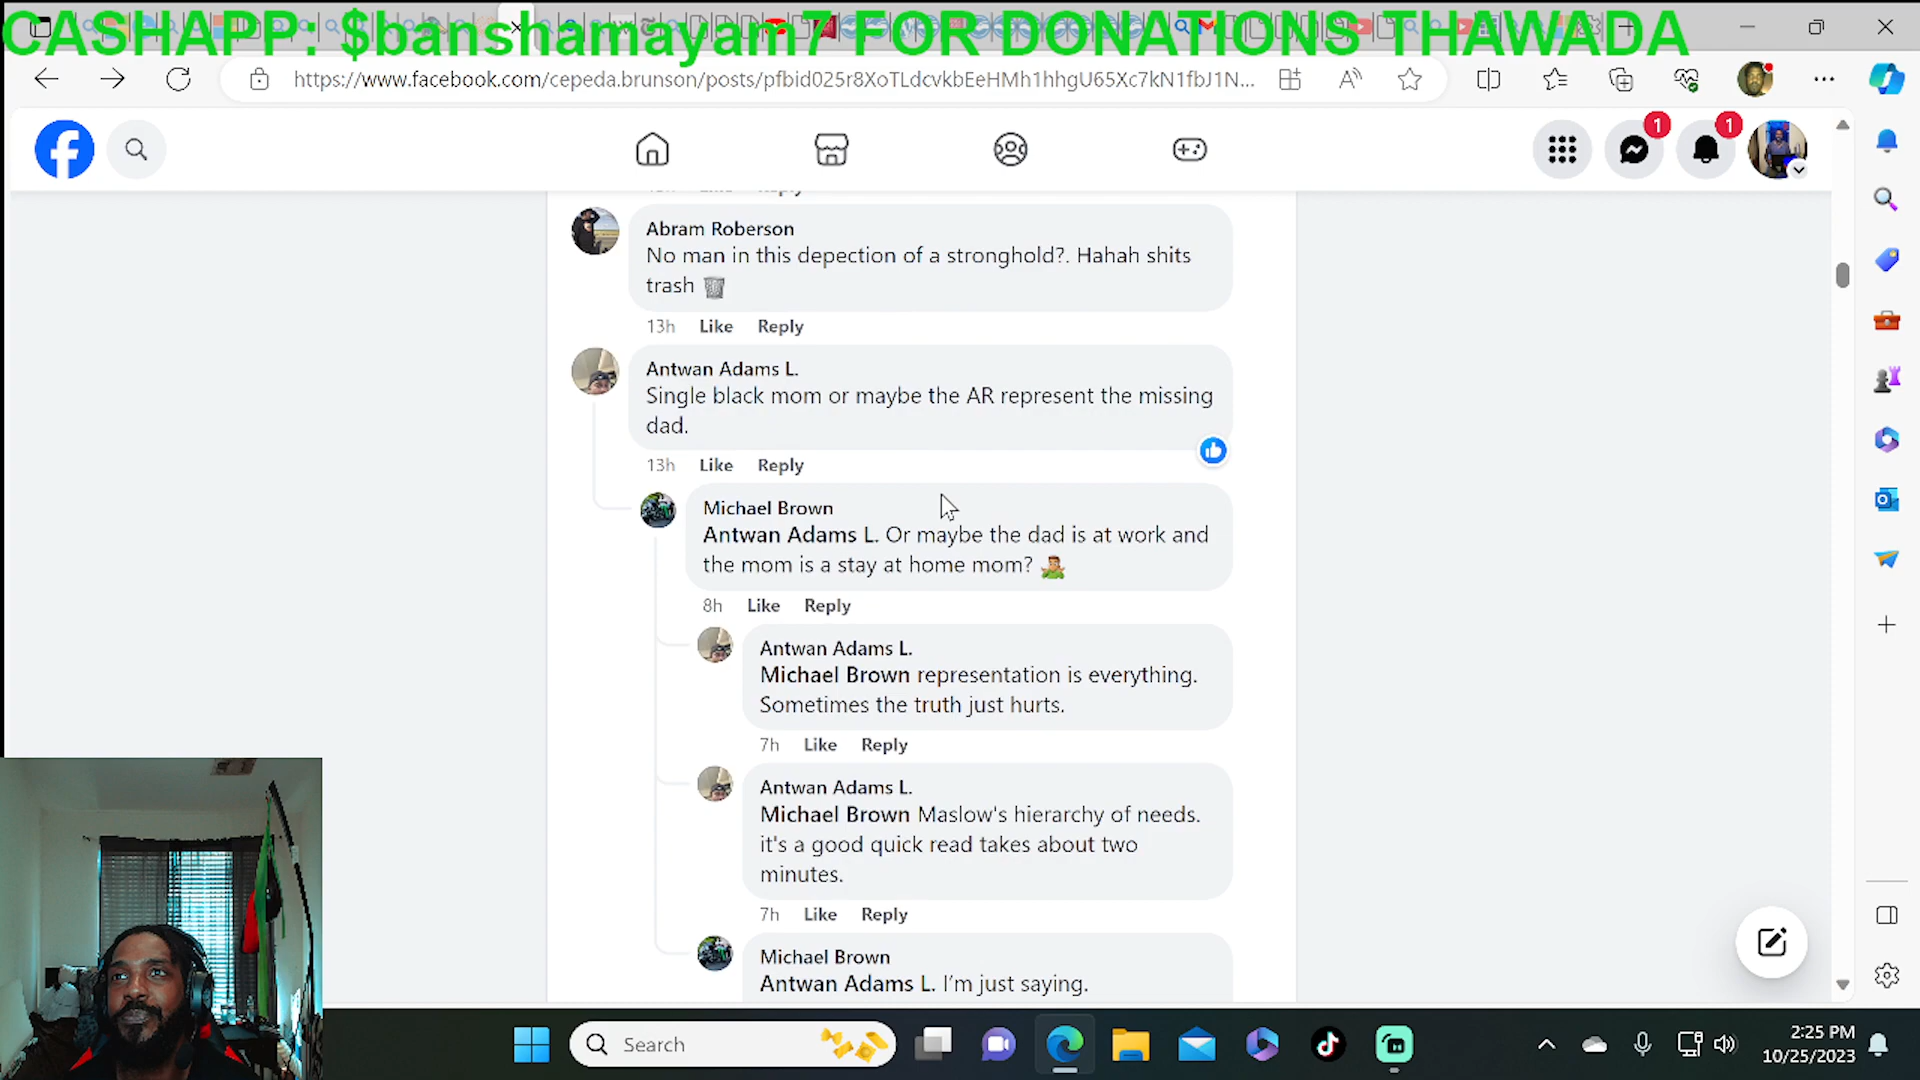 CASHAPP: $banshamayam7 FOR DONATIONS THAWADA
https://www.facebook.com/cepeda.brunson/posts/pfbid025r8XoTLdcvkbEeHMh1hhgU65Xc7kN1fbJ1N...
1
1
Abram Roberson
No man in this depection of a stronghold?. Hahah shits
trash
13h Like Reply
Antwan Adams L.
Single black mom or maybe the AR represent the missing
dad.
13h Like Reply
Michael Brown
Antwan Adams L. Or maybe the dad is at work and
the mom is a stay at home mom?
8h Like Reply
Antwan Adams L.
Michael Brown representation is everything.
Sometimes the truth just hurts.
7h Like Reply
Antwan Adams L.
Michael Brown Maslow's hierarchy of needs.
it's a good quick read takes about two
minutes.
7h Like Reply
Michael Brown
Antwan Adams L. I'm just saying.
Search
2:25 PM
10/25/2023